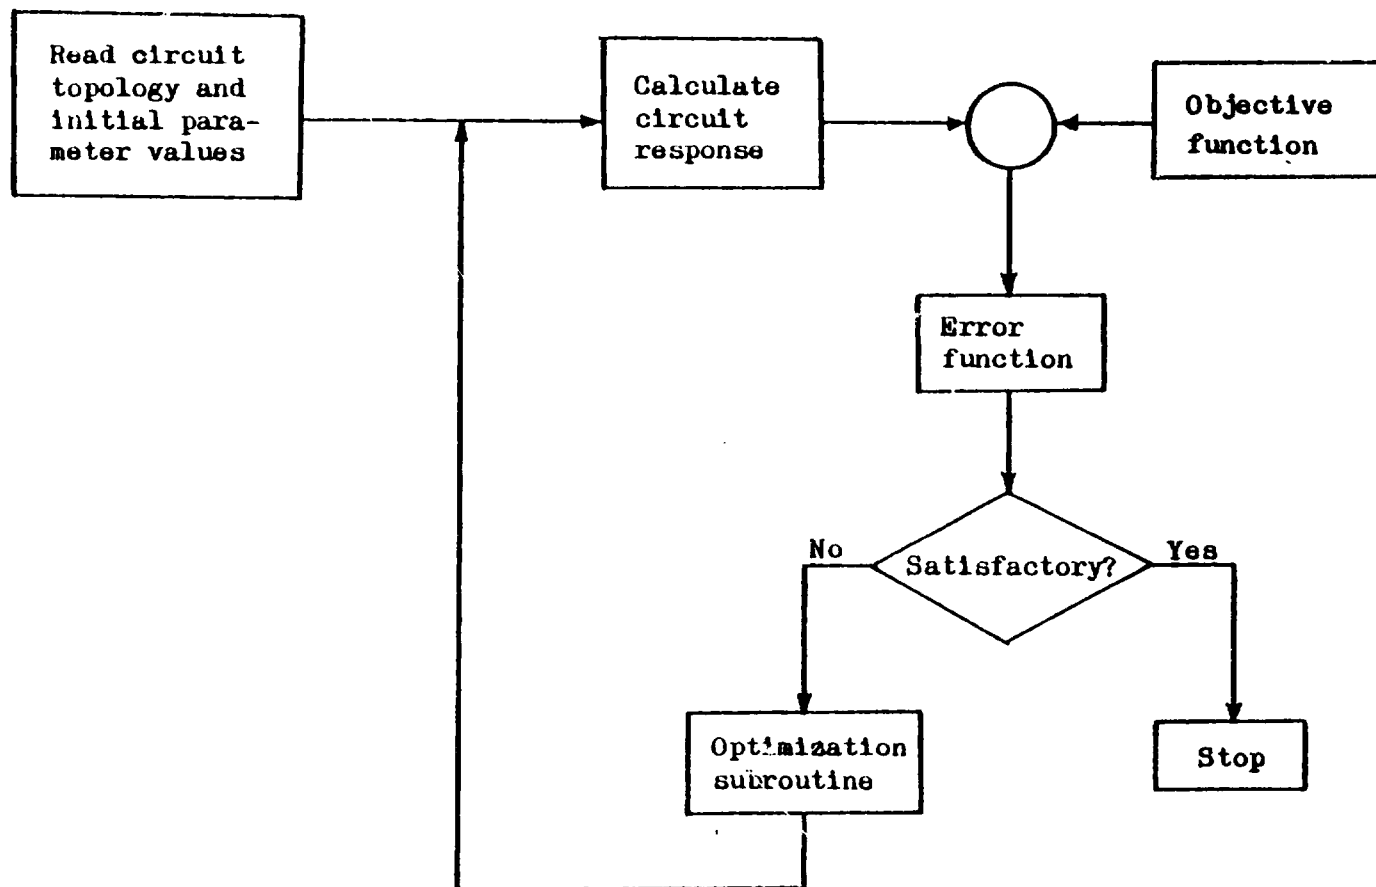 Read circuit
topology and
initial para-
meter values
Calculate
circuit
response
Objective
function
Error
function
No
Satisfactory?
Yes
Optimization
subroutine
Stop